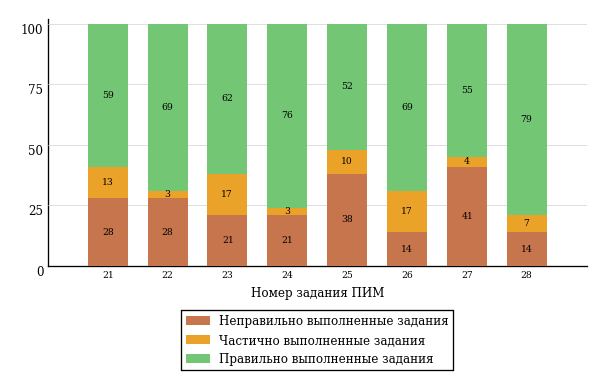 100
75
50
25
0
59 69 62 76 52 69 55 79
13 3 17 3 10 17 4 7
28 28 21 21 38 14 41 14
21 22 23 24 25 26 27 28
Номер задания ПИМ
Неправильно выполненные задания
Частично выполненные задания
Правильно выполненные задания